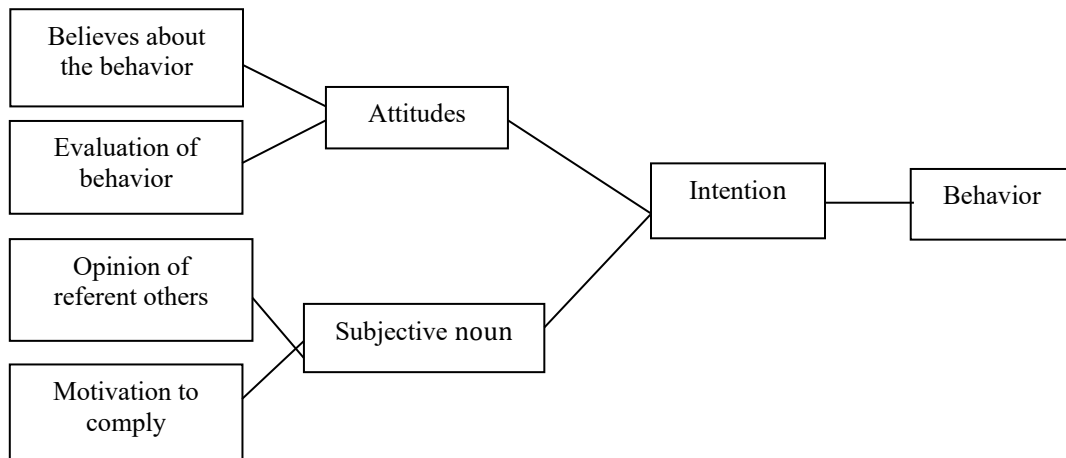 Believes about
the behavior
Evaluation of
behavior
Opinion of
referent others
Motivation to
comply
Attitudes
Subjective noun
Intention
Behavior